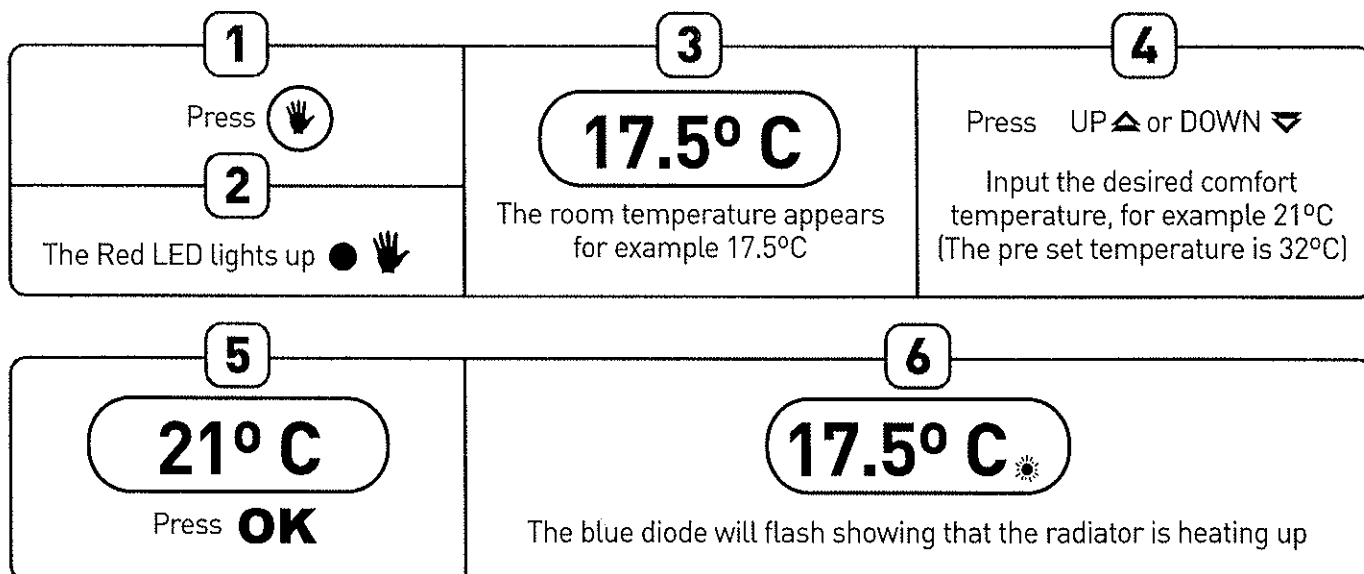 1
Press
2
The Red LED lights up
3
17.5º C
The room temperature appears
for example 17.5ºC
4
Press UP or DOWN
Input the desired comfort
temperature, for example 21ºC
(The pre set temperature is 32ºC)
5
21º C
Press OK
6
17.5º C
The blue diode will flash showing that the radiator is heating up